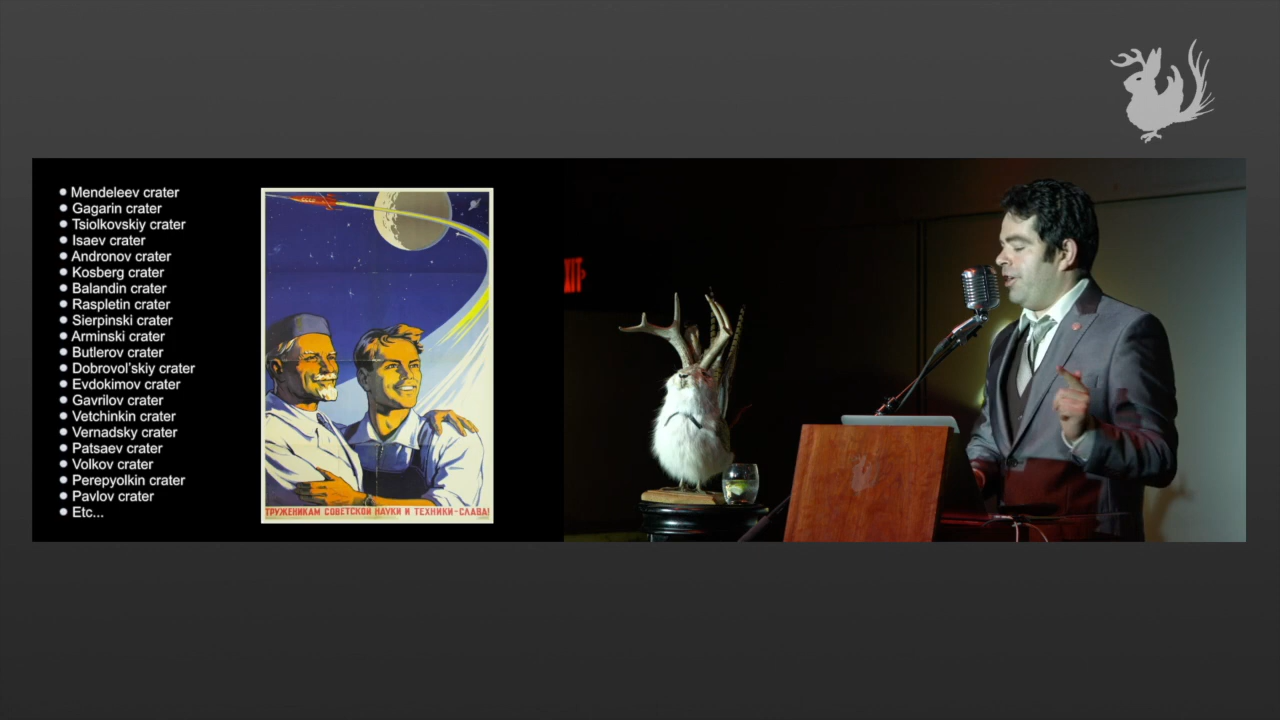 Mendeleev crater
Gagarin crater
Tsiolkovskiy crater
Isaev crater
Andronov crater
Kosberg crater
Balandin crater
Raspletin crater
Sierpinski crater
Arminski crater
Butlerov crater
Dobrovol'skiy crater
Evdokimov crater
Gavrilov crater
Vetchinkin crater
Vernadsky crater
Patsaev crater
Volkov crater
Perepyolkin crater
Pavlov crater
Etc...
ТРУЖЕНИКАМ СОВЕТСКОЙ НАУКИ И ТЕХНИКИ-СЛАВА!